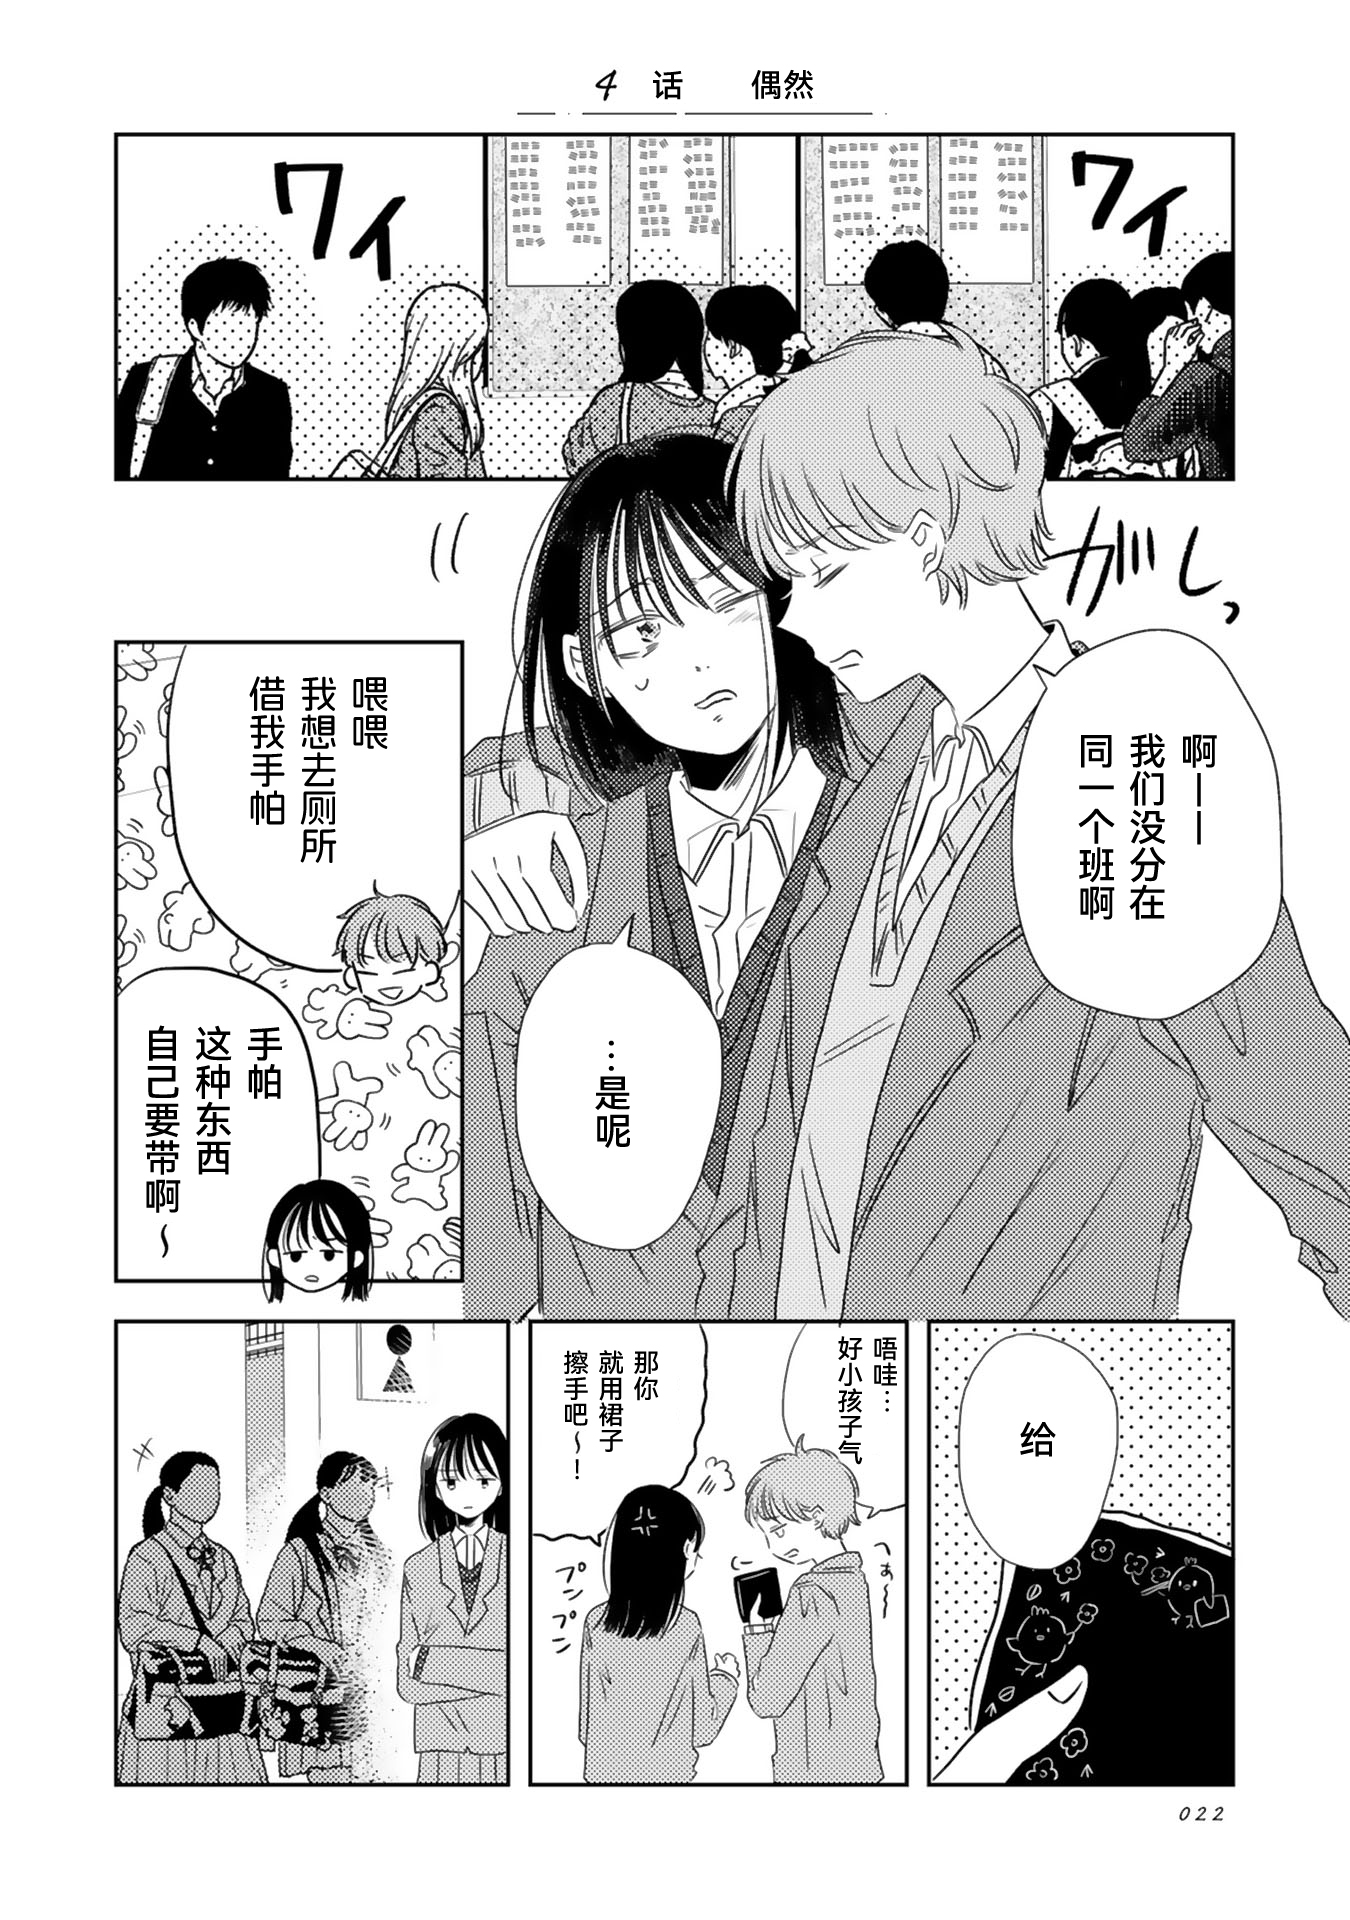 4 话 偶然
ワイ
ワイ
がしっ
啊——
我们没分在
同一个班啊
…是呢
喂喂
我想去厕所
借我手帕
手帕
这种东西
自己要带啊~
给
唔哇…
好小孩子气
へぁ〜
那你
就用裙子
擦手吧~!
プンプン
022